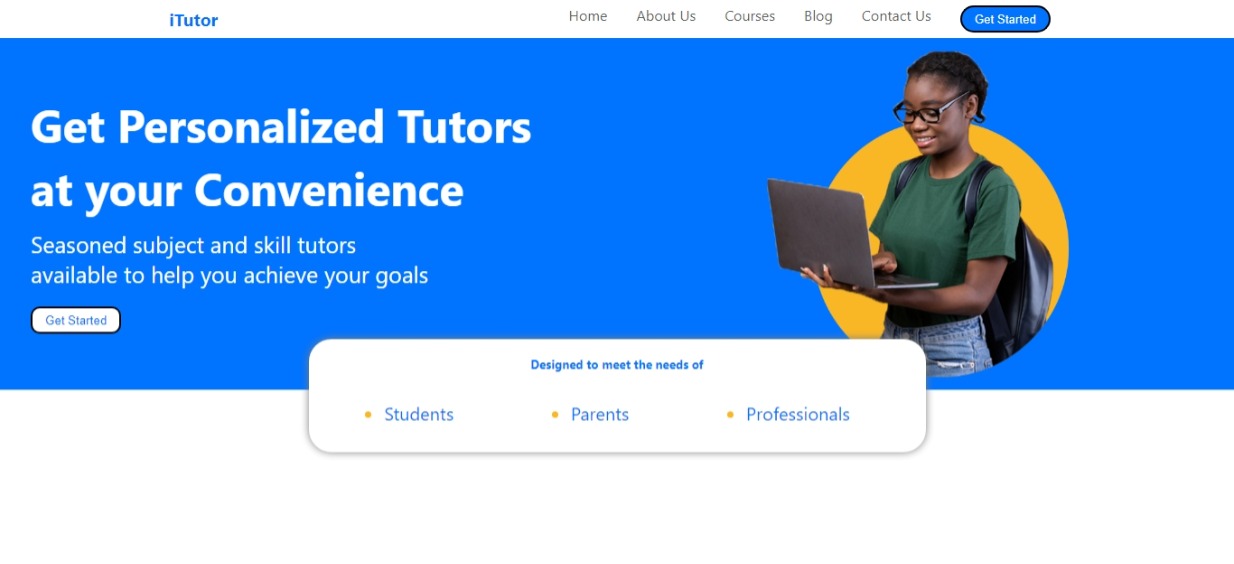 iTutor
Home About Us Courses Blog Contact Us Get Started
Get Personalized Tutors
at your Convenience
Seasoned subject and skill tutors
available to help you achieve your goals
Get Started
Designed to meet the needs of
Students Parents Professionals